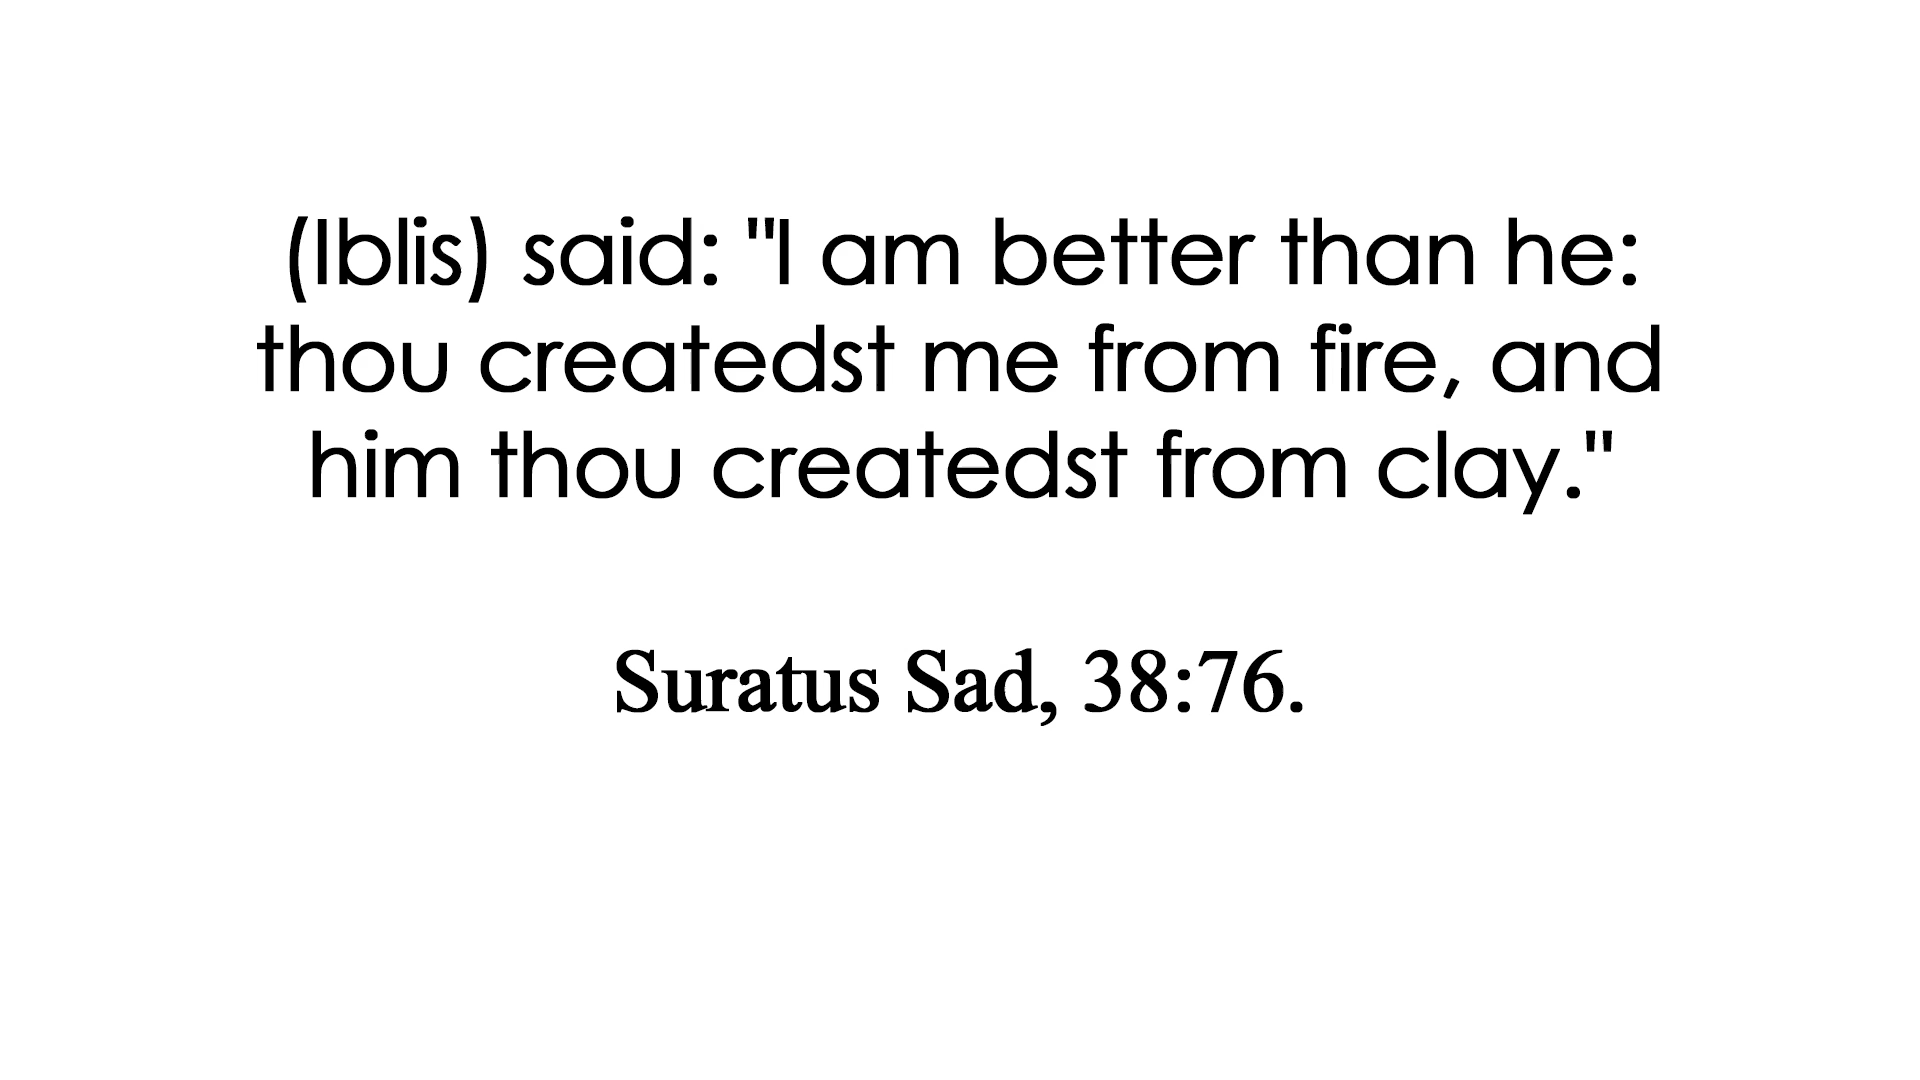 (Iblis) said: "I am better than he:
thou createdst me from fire, and
him thou createdst from clay."
Suratus Sad, 38:76.